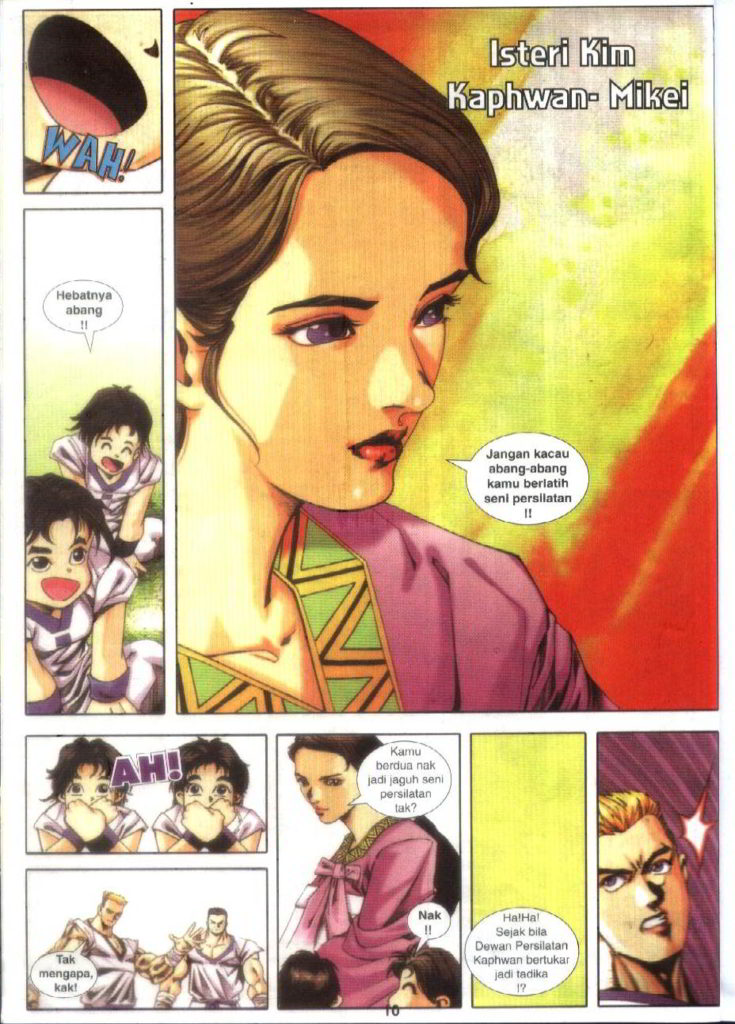 WAH!
Isteri Kim
Kaphwan- Mikei
Hebatnya
abang
!!
Jangan kacau
abang-abang
kamu berlatih
seni persilatan
!!
AH!
Tak
mengapa,
kak!
Kamu
berdua nak
jadi jaguh seni
persilatan
tak?
Nak
!!
Ha!Ha!
Sejak bila
Dewan Persilatan
Kaphwan bertukar
jadi tadika
!?
10